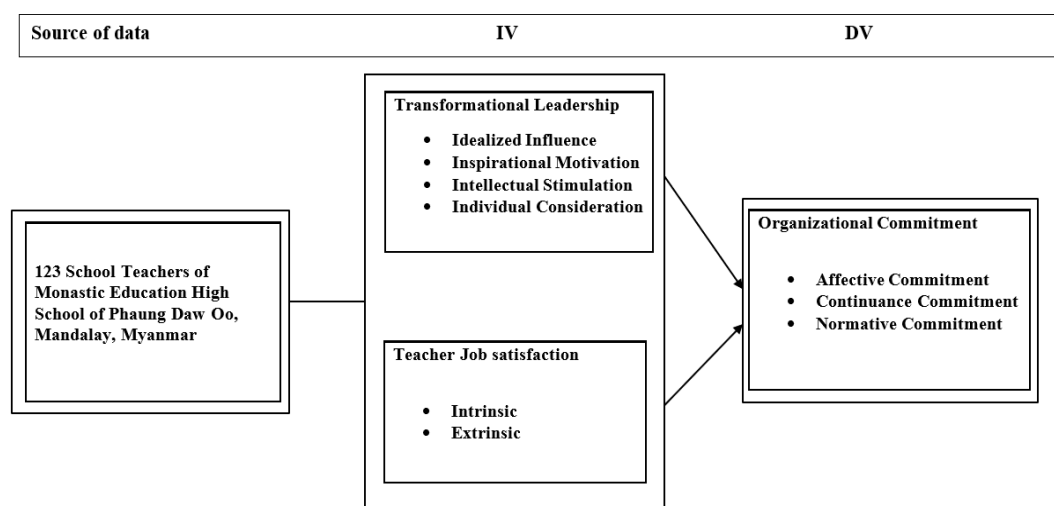 Source of data IV DV
Transformational Leadership
• Idealized Influence
• Inspirational Motivation
• Intellectual Stimulation
• Individual Consideration
123 School Teachers of
Monastic Education High
School of Phaung Daw Oo,
Mandalay, Myanmar
Teacher Job satisfaction
• Intrinsic
• Extrinsic
Organizational Commitment
• Affective Commitment
• Continuance Commitment
• Normative Commitment